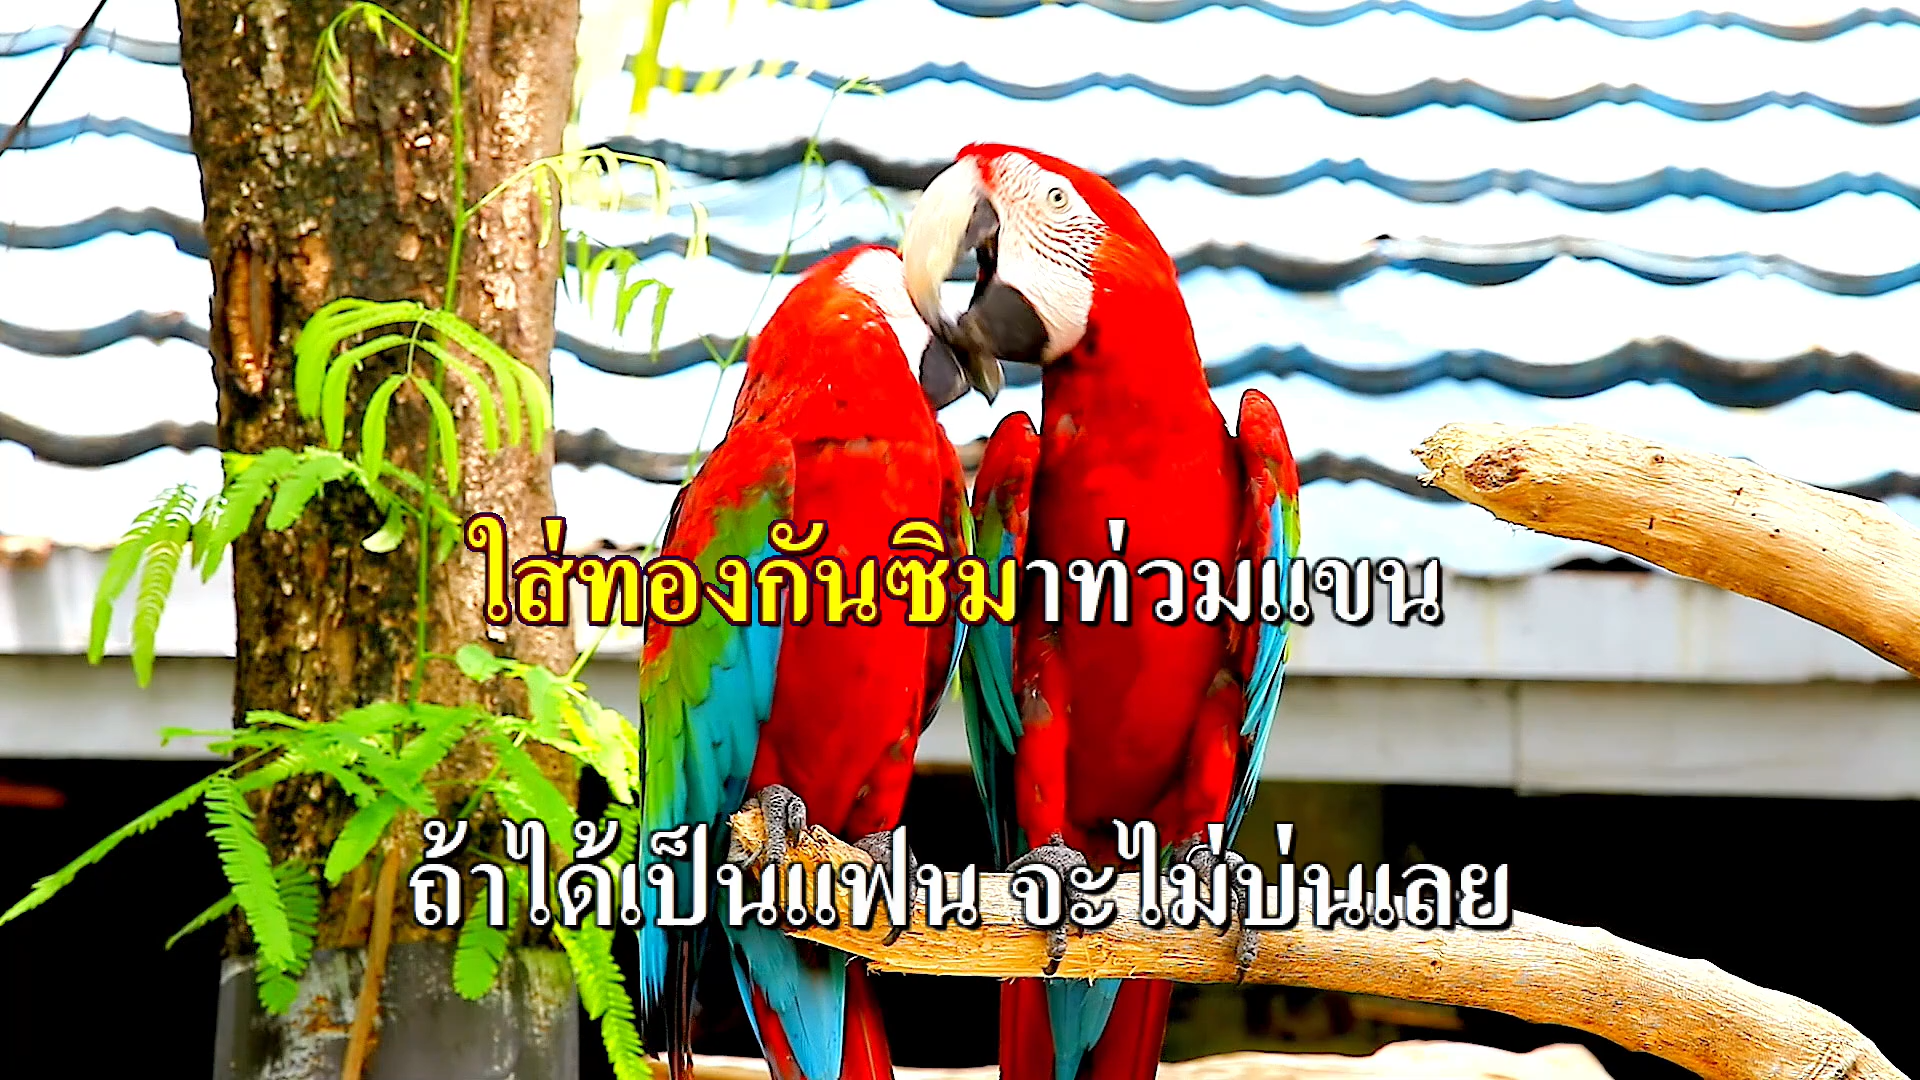 ใส่ทองกันซิมาท่วมแขน
ถ้าได้เป็นแฟน จะไม่บ่นเลย